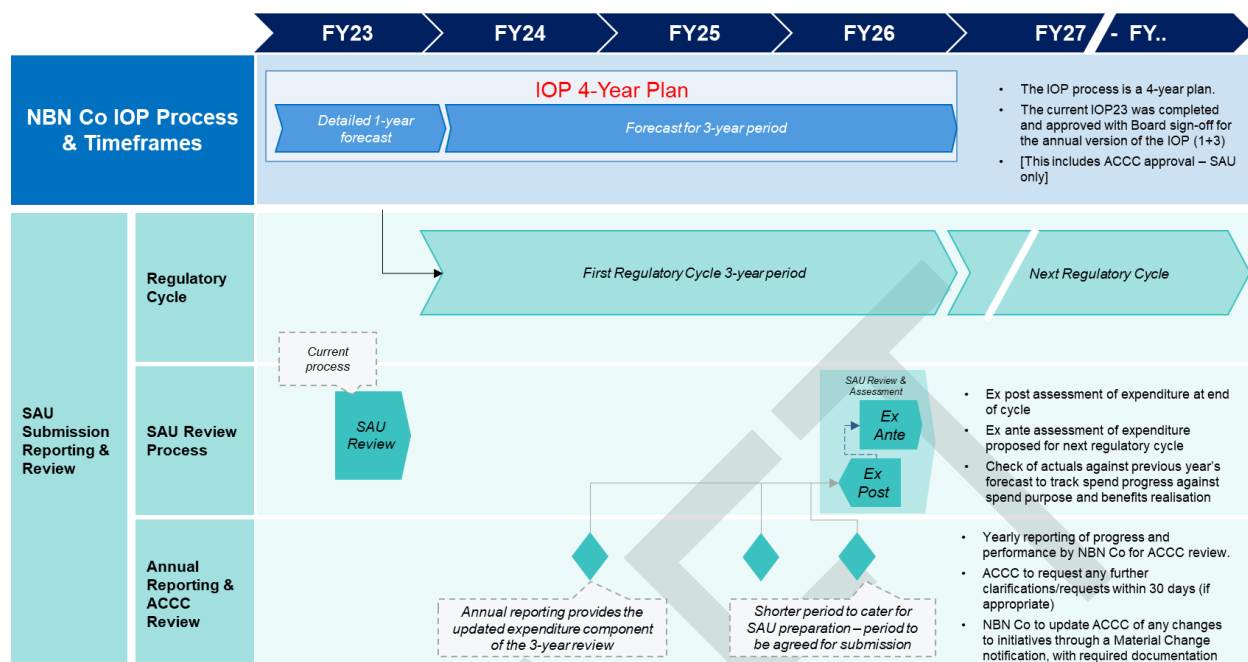 FY23
FY24
FY25
FY26
FY27 - FY..
NBN Co IOP Process
& Timeframes
IOP 4-Year Plan
Detailed 1-year
forecast
Forecast for 3-year period
• The IOP process is a 4-year plan.
• The current IOP23 was completed
and approved with Board sign-off for
the annual version of the IOP (1+3)
• [This includes ACCC approval – SAU
only]
SAU
Submission
Reporting &
Review
Regulatory
Cycle
First Regulatory Cycle 3-year period
Next Regulatory Cycle
SAU Review
Process
Current
process
SAU
Review
SAU Review &
Assessment
Ex
Ante
Ex
Post
• Ex post assessment of expenditure at end
of cycle
• Ex ante assessment of expenditure
proposed for next regulatory cycle
• Check of actuals against previous year's
forecast to track spend progress against
spend purpose and benefits realisation
Annual
Reporting &
ACCC
Review
Annual reporting provides the
updated expenditure component
of the 3-year review
Shorter period to cater for
SAU preparation – period to
be agreed for submission
• Yearly reporting of progress and
performance by NBN Co for ACCC review.
• ACCC to request any further
clarifications/requests within 30 days (if
appropriate)
• NBN Co to update ACCC of any changes
to initiatives through a Material Change
notification, with required documentation